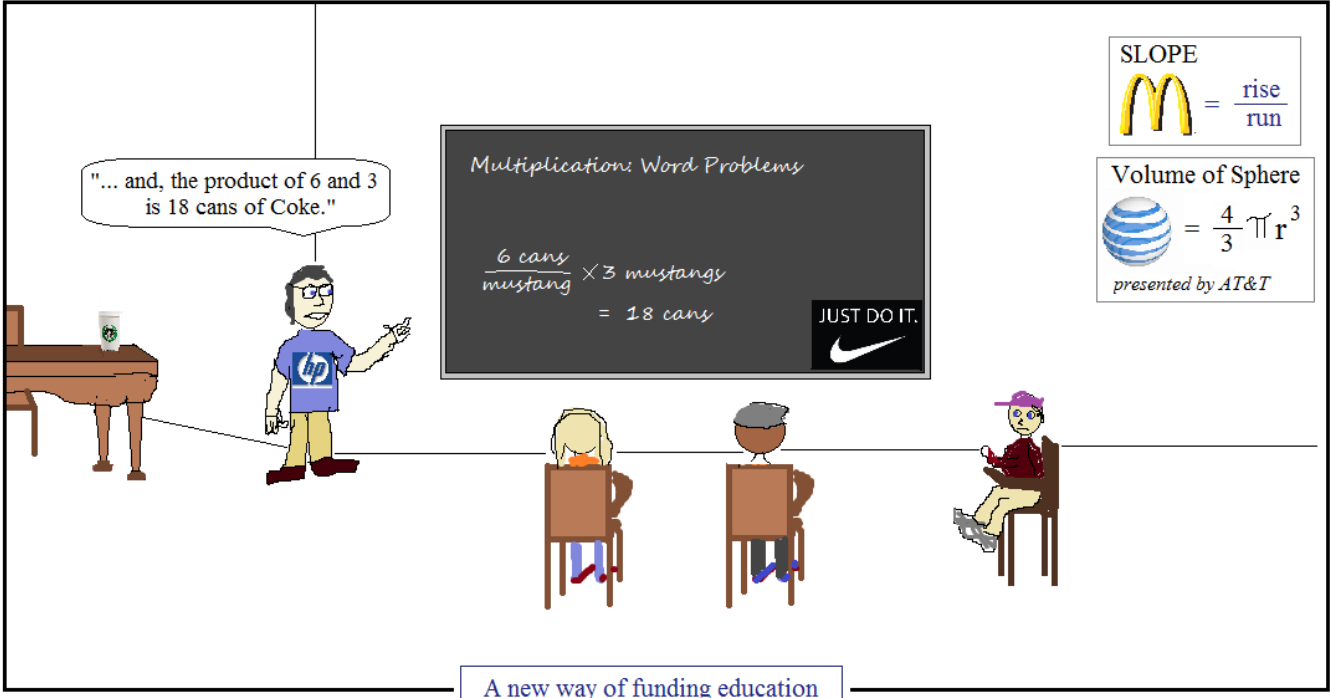 SLOPE
= rise
run
"... and, the product of 6 and 3
is 18 cans of Coke."
Multiplication: Word Problems
6 cans
mustang × 3 mustangs
= 18 cans
JUST DO IT.
Volume of Sphere
= 4/3 π r³
presented by AT&T
hp
A new way of funding education